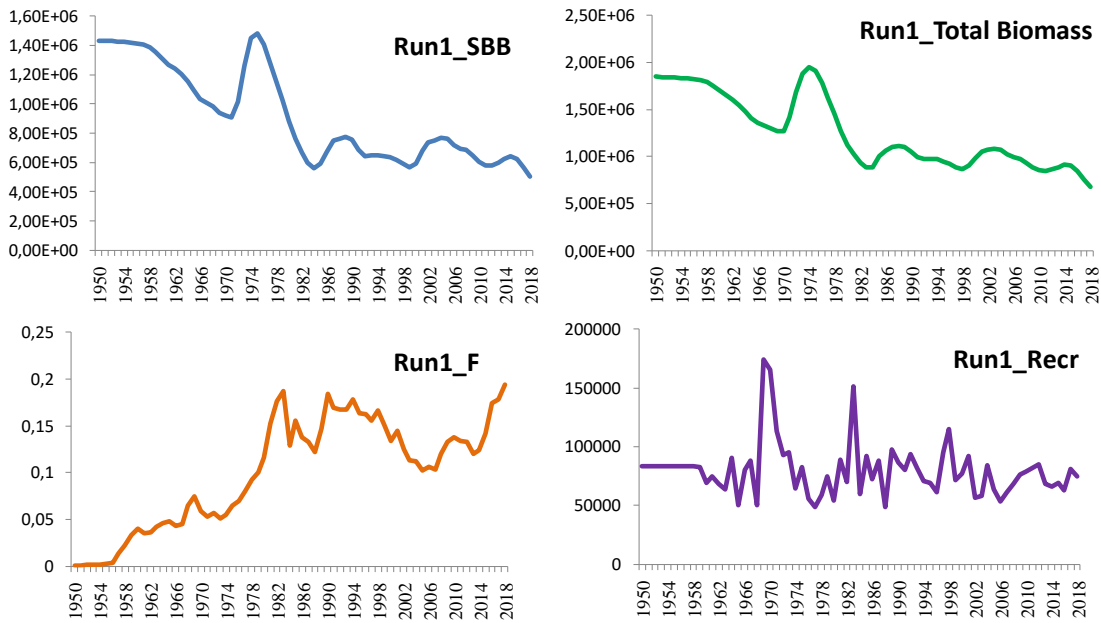 Run1_SBB
1,60E+06
1,40E+06
1,20E+06
1,00E+06
8,00E+05
6,00E+05
4,00E+05
2,00E+05
0,00E+00
1950 1954 1958 1962 1966 1970 1974 1978 1982 1986 1990 1994 1998 2002 2006 2010 2014 2018
Run1_Total Biomass
2,50E+06
2,00E+06
1,50E+06
1,00E+06
5,00E+05
0,00E+00
1950 1954 1958 1962 1966 1970 1974 1978 1982 1986 1990 1994 1998 2002 2006 2010 2014 2018
Run1_F
0,25
0,2
0,15
0,1
0,05
0
1950 1954 1958 1962 1966 1970 1974 1978 1982 1986 1990 1994 1998 2002 2006 2010 2014 2018
Run1_Recr
200000
150000
100000
50000
0
1950 1954 1958 1962 1966 1970 1974 1978 1982 1986 1990 1994 1998 2002 2006 2010 2014 2018